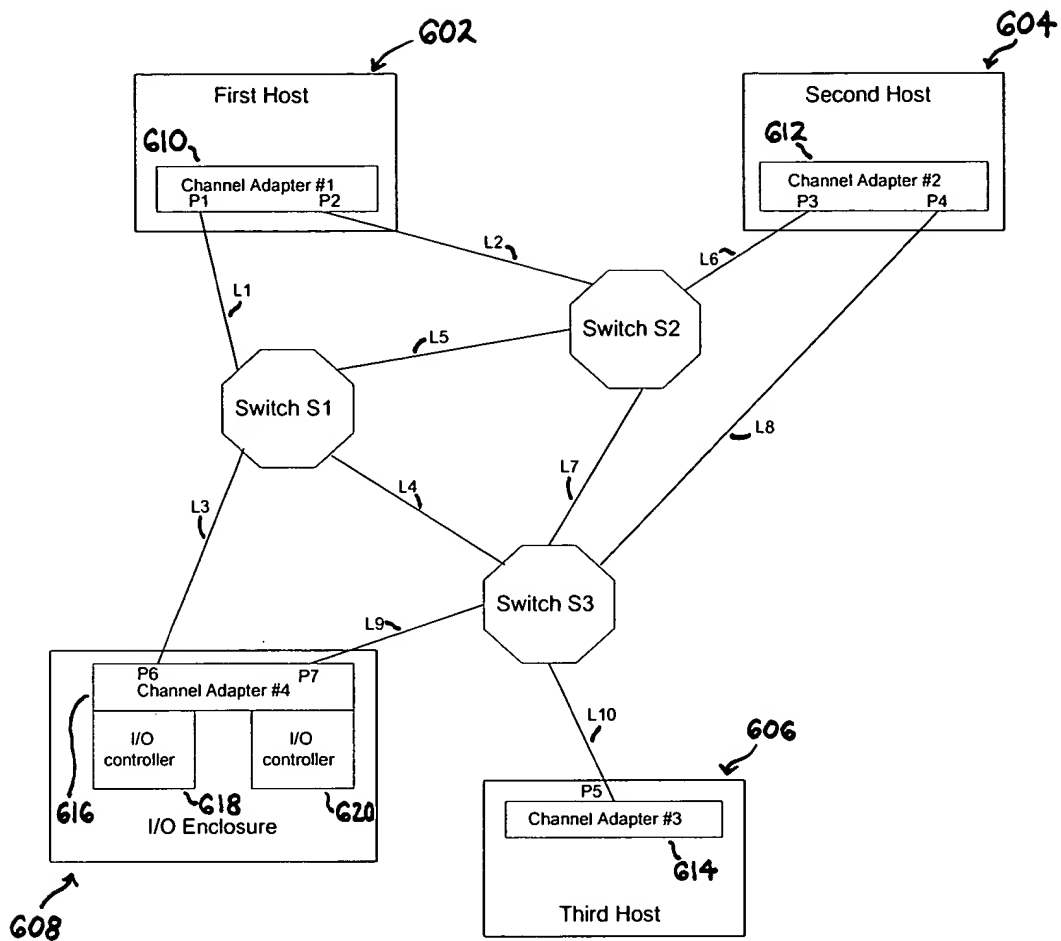 602
604
First Host
Second Host
610
612
Channel Adapter #1
P1 P2
Channel Adapter #2
P3 P4
L2
L6
L1
L5
Switch S2
Switch S1
L8
L7
L4
L3
Switch S3
L9
P6 P7
Channel Adapter #4
L10
I/O
controller
I/O
controller
606
616
618
620
P5
I/O Enclosure
Channel Adapter #3
614
608
Third Host